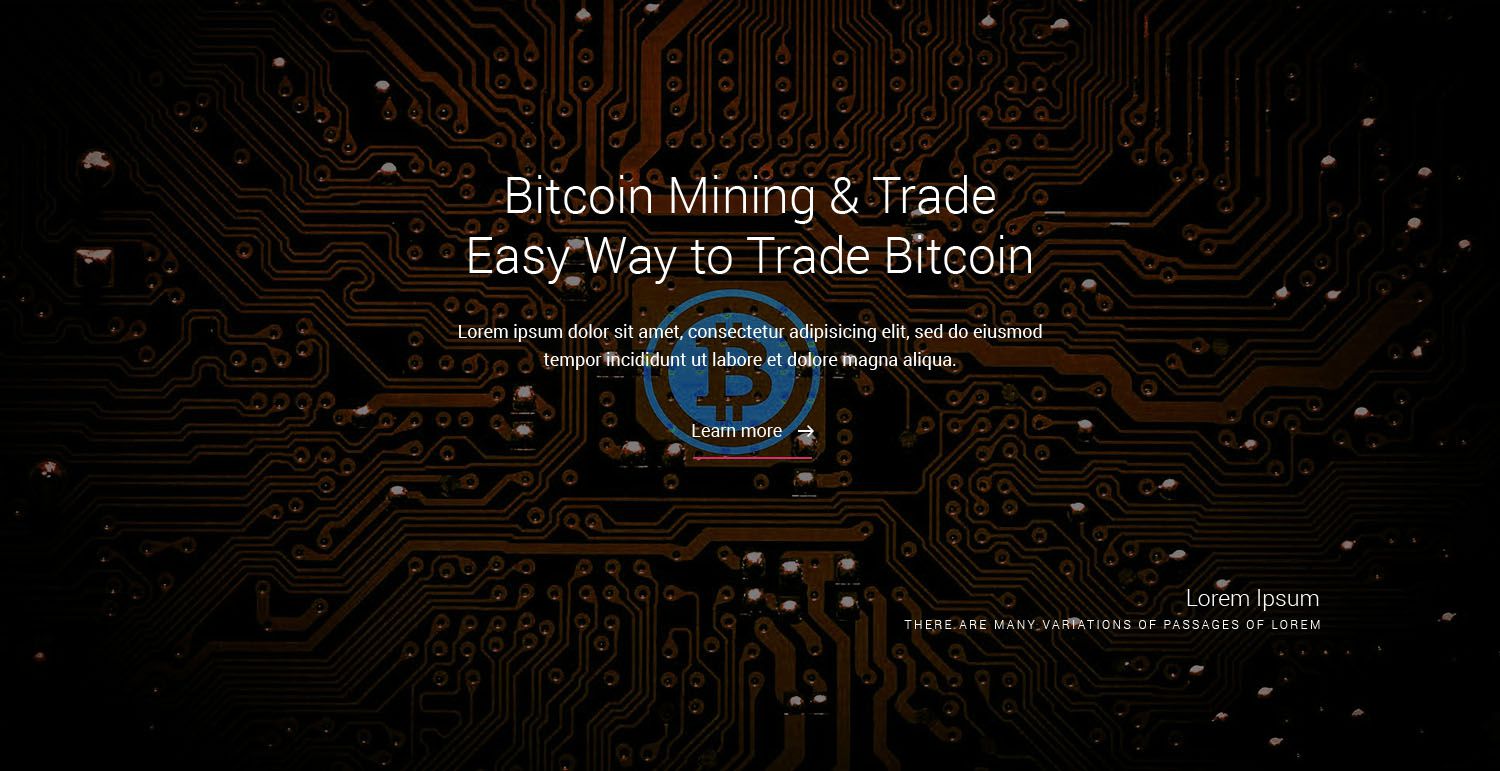 Bitcoin Mining & Trade
Easy Way to Trade Bitcoin
Lorem ipsum dolor sit amet, consectetur adipisicing elit, sed do eiusmod
tempor incididunt ut labore et dolore magna aliqua.
Learn more →
Lorem Ipsum
THERE ARE MANY VARIATIONS OF PASSAGES OF LOREM